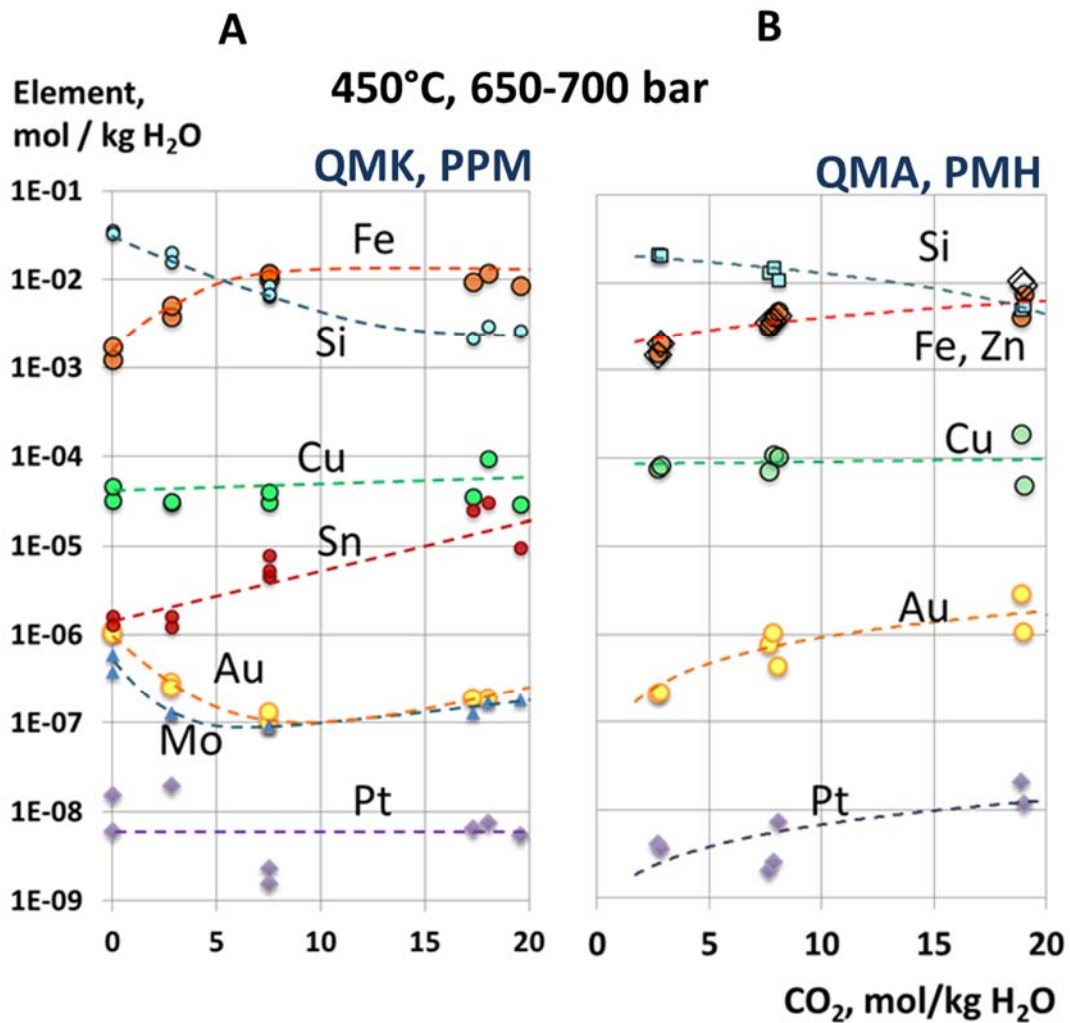 A
B
450°C, 650-700 bar
Element,
mol / kg H₂O
QMK, PPM
QMA, PMH
1E-01
1E-02
1E-03
1E-04
1E-05
1E-06
1E-07
1E-08
1E-09
Fe
Si
Cu
Sn
Au
Mo
Pt
0 5 10 15 20
Si
Fe, Zn
Cu
Au
Pt
0 5 10 15 20
CO₂, mol/kg H₂O